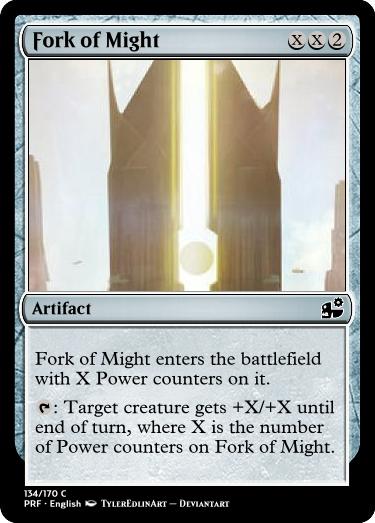 Fork of Might XX2
Artifact
Fork of Might enters the battlefield
with X Power counters on it.
: Target creature gets +X/+X until
end of turn, where X is the number
of Power counters on Fork of Might.
134/170 C
PRF · English TylerEdlinArt — Deviantart